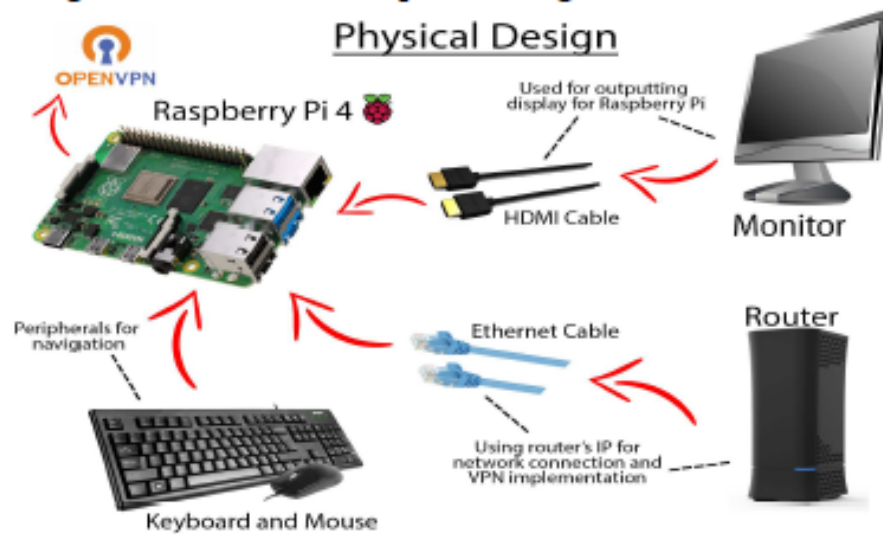 Physical Design
OPENVPN
Raspberry Pi 4
Used for outputting
display for Raspberry Pi
HDMI Cable
Monitor
Peripherals for
navigation
Ethernet Cable
Router
Using router's IP for
network connection and
VPN implementation
Keyboard and Mouse